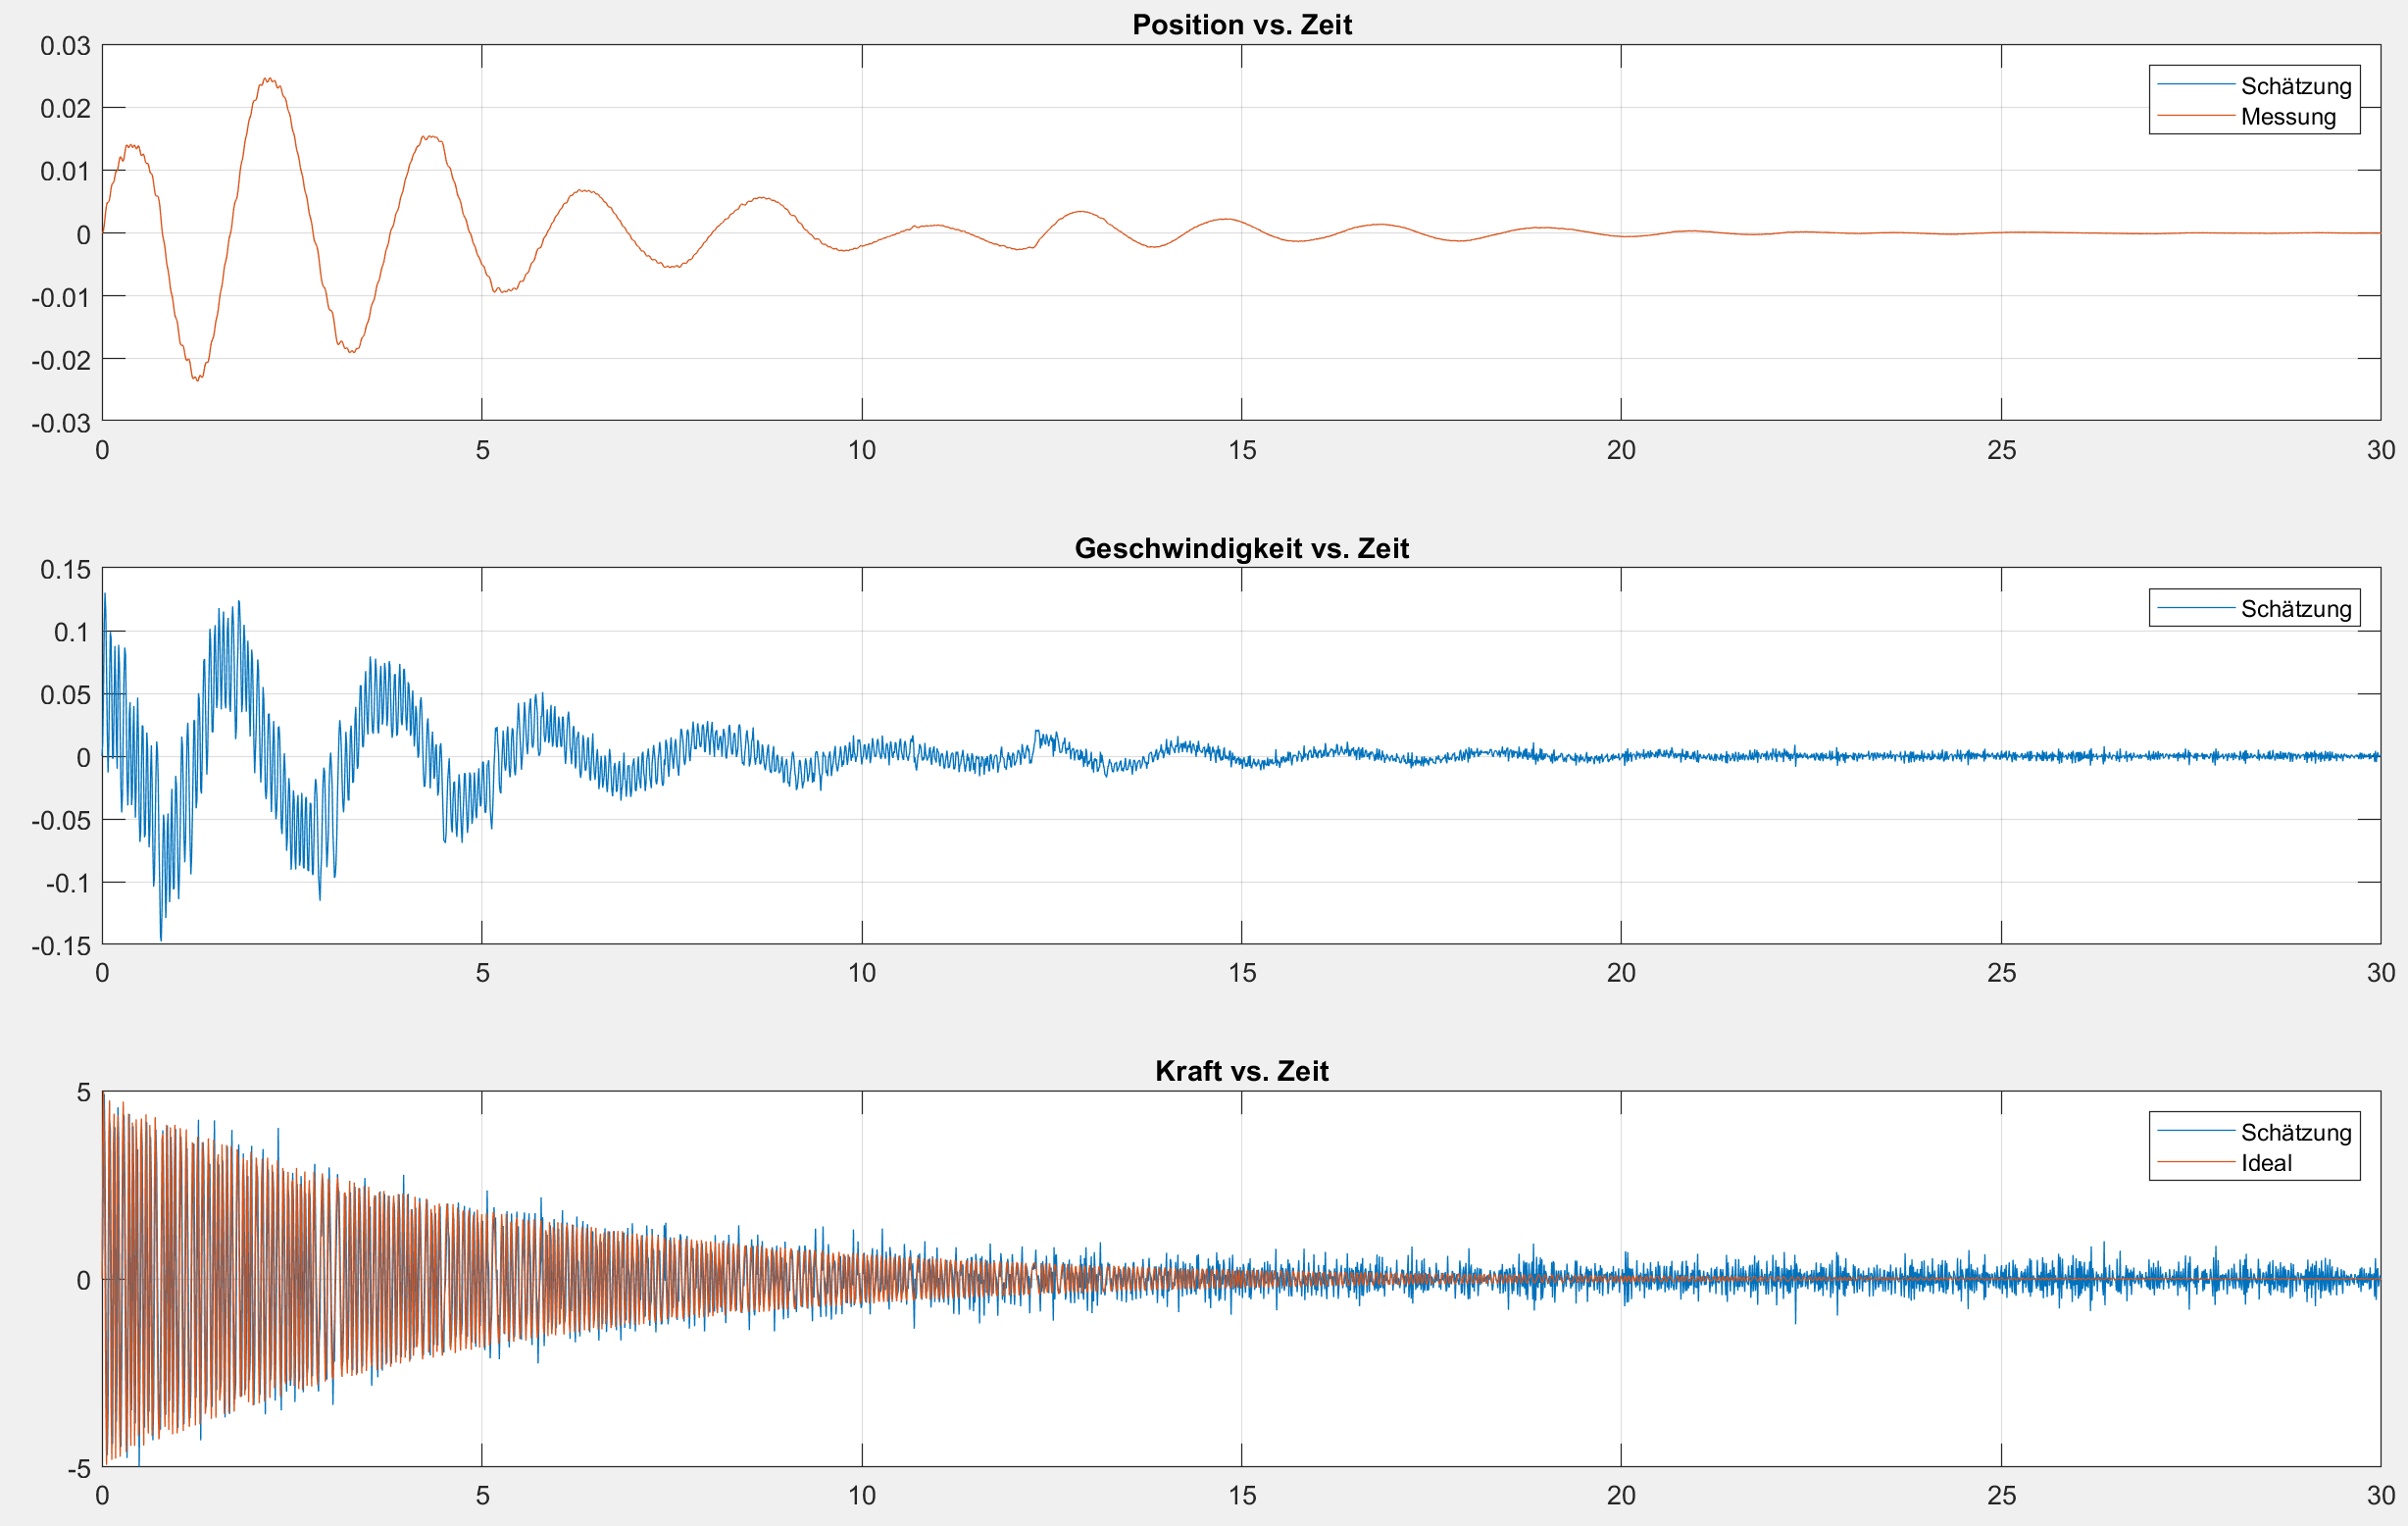 Position vs. Zeit
0.03
0.02
0.01
0
-0.01
-0.02
-0.03
0 5 10 15 20 25 30
Schätzung
Messung
Geschwindigkeit vs. Zeit
0.15
0.1
0.05
0
-0.05
-0.1
-0.15
0 5 10 15 20 25 30
Schätzung
Kraft vs. Zeit
5
0
-5
0 5 10 15 20 25 30
Schätzung
Ideal